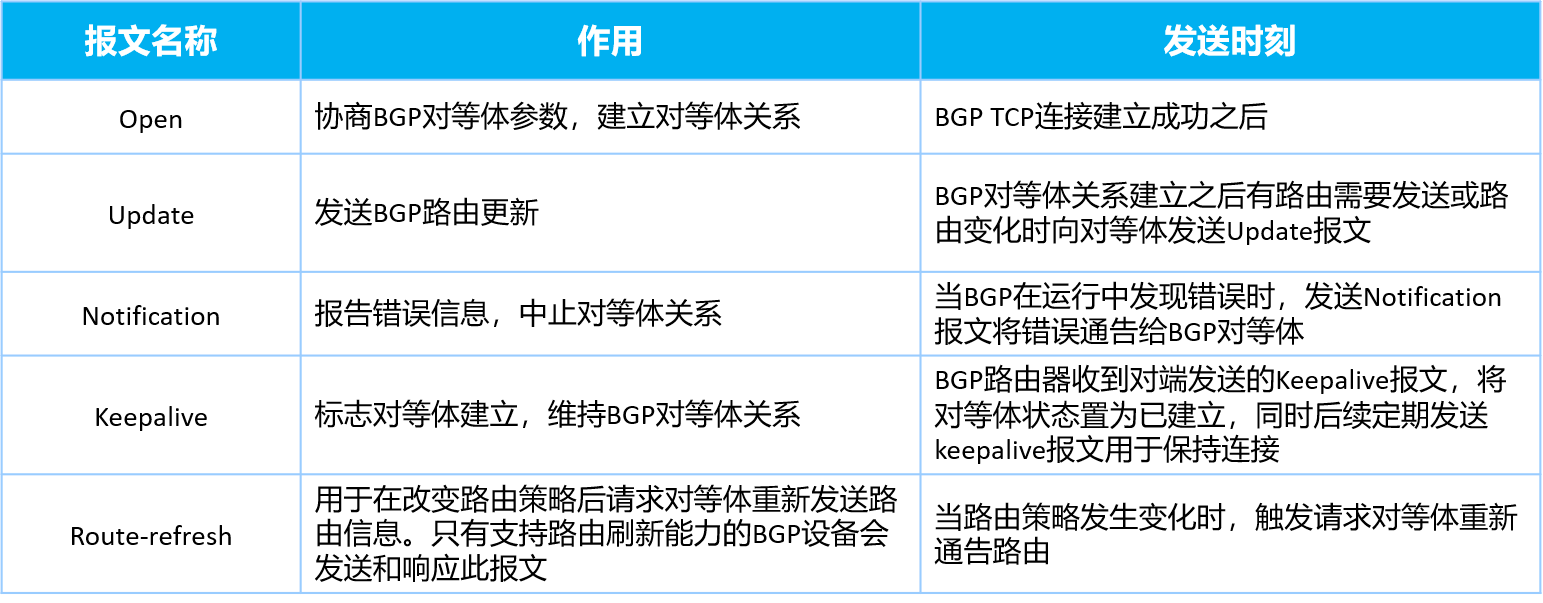 报文名称
作用
发送时刻
Open
协商BGP对等体参数，建立对等体关系
BGP TCP连接建立成功之后
Update
发送BGP路由更新
BGP对等体关系建立之后有路由需要发送或路
由变化时向对等体发送Update报文
Notification
报告错误信息，中止对等体关系
当BGP在运行中发现错误时，发送Notification
报文将错误通告给BGP对等体
Keepalive
标志对等体建立，维持BGP对等体关系
BGP路由器收到对端发送的Keepalive报文，将
对等体状态置为已建立，同时后续定期发送
keepalive报文用于保持连接
Route-refresh
用于在改变路由策略后请求对等体重新发送路
由信息。只有支持路由刷新能力的BGP设备会
发送和响应此报文
当路由策略发生变化时，触发请求对等体重新
通告路由